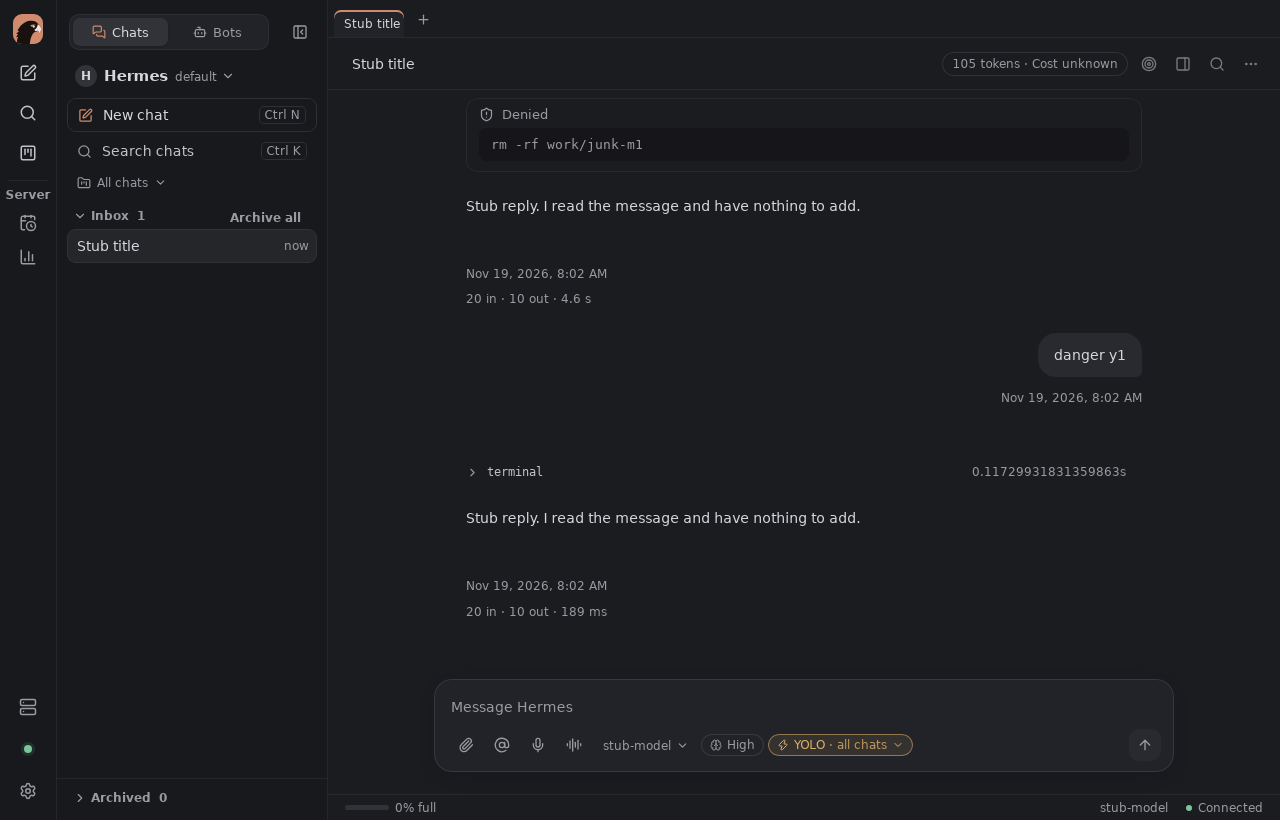 Chats
Bots
Stub title
H Hermes default
New chat Ctrl N
Search chats Ctrl K
All chats
Server
Inbox 1 Archive all
Stub title now
Archived 0
Stub title
105 tokens · Cost unknown
Denied
rm -rf work/junk-m1
Stub reply. I read the message and have nothing to add.
Nov 19, 2026, 8:02 AM
20 in · 10 out · 4.6 s
danger y1
Nov 19, 2026, 8:02 AM
terminal 0.11729931831359863s
Stub reply. I read the message and have nothing to add.
Nov 19, 2026, 8:02 AM
20 in · 10 out · 189 ms
Message Hermes
stub-model High YOLO · all chats
0% full
stub-model Connected